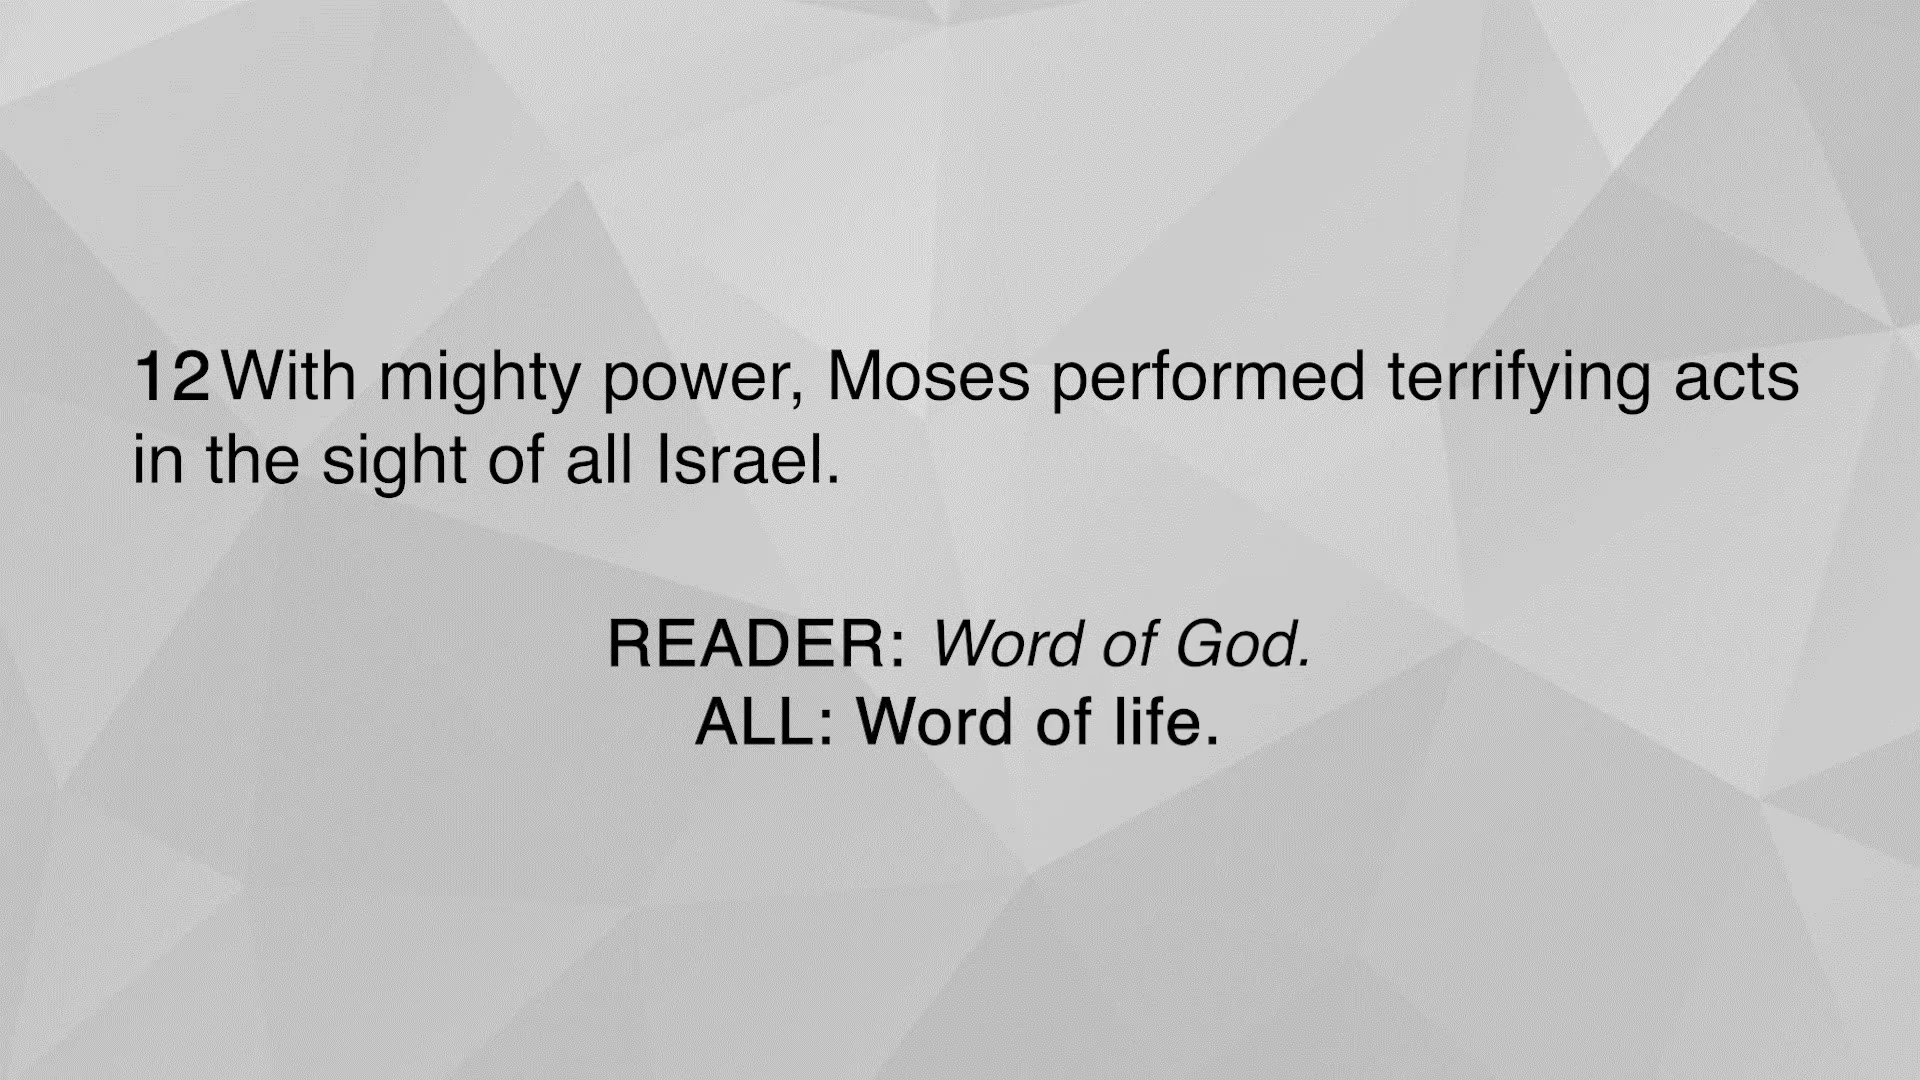 12 With mighty power, Moses performed terrifying acts
in the sight of all Israel.
READER: Word of God.
ALL: Word of life.